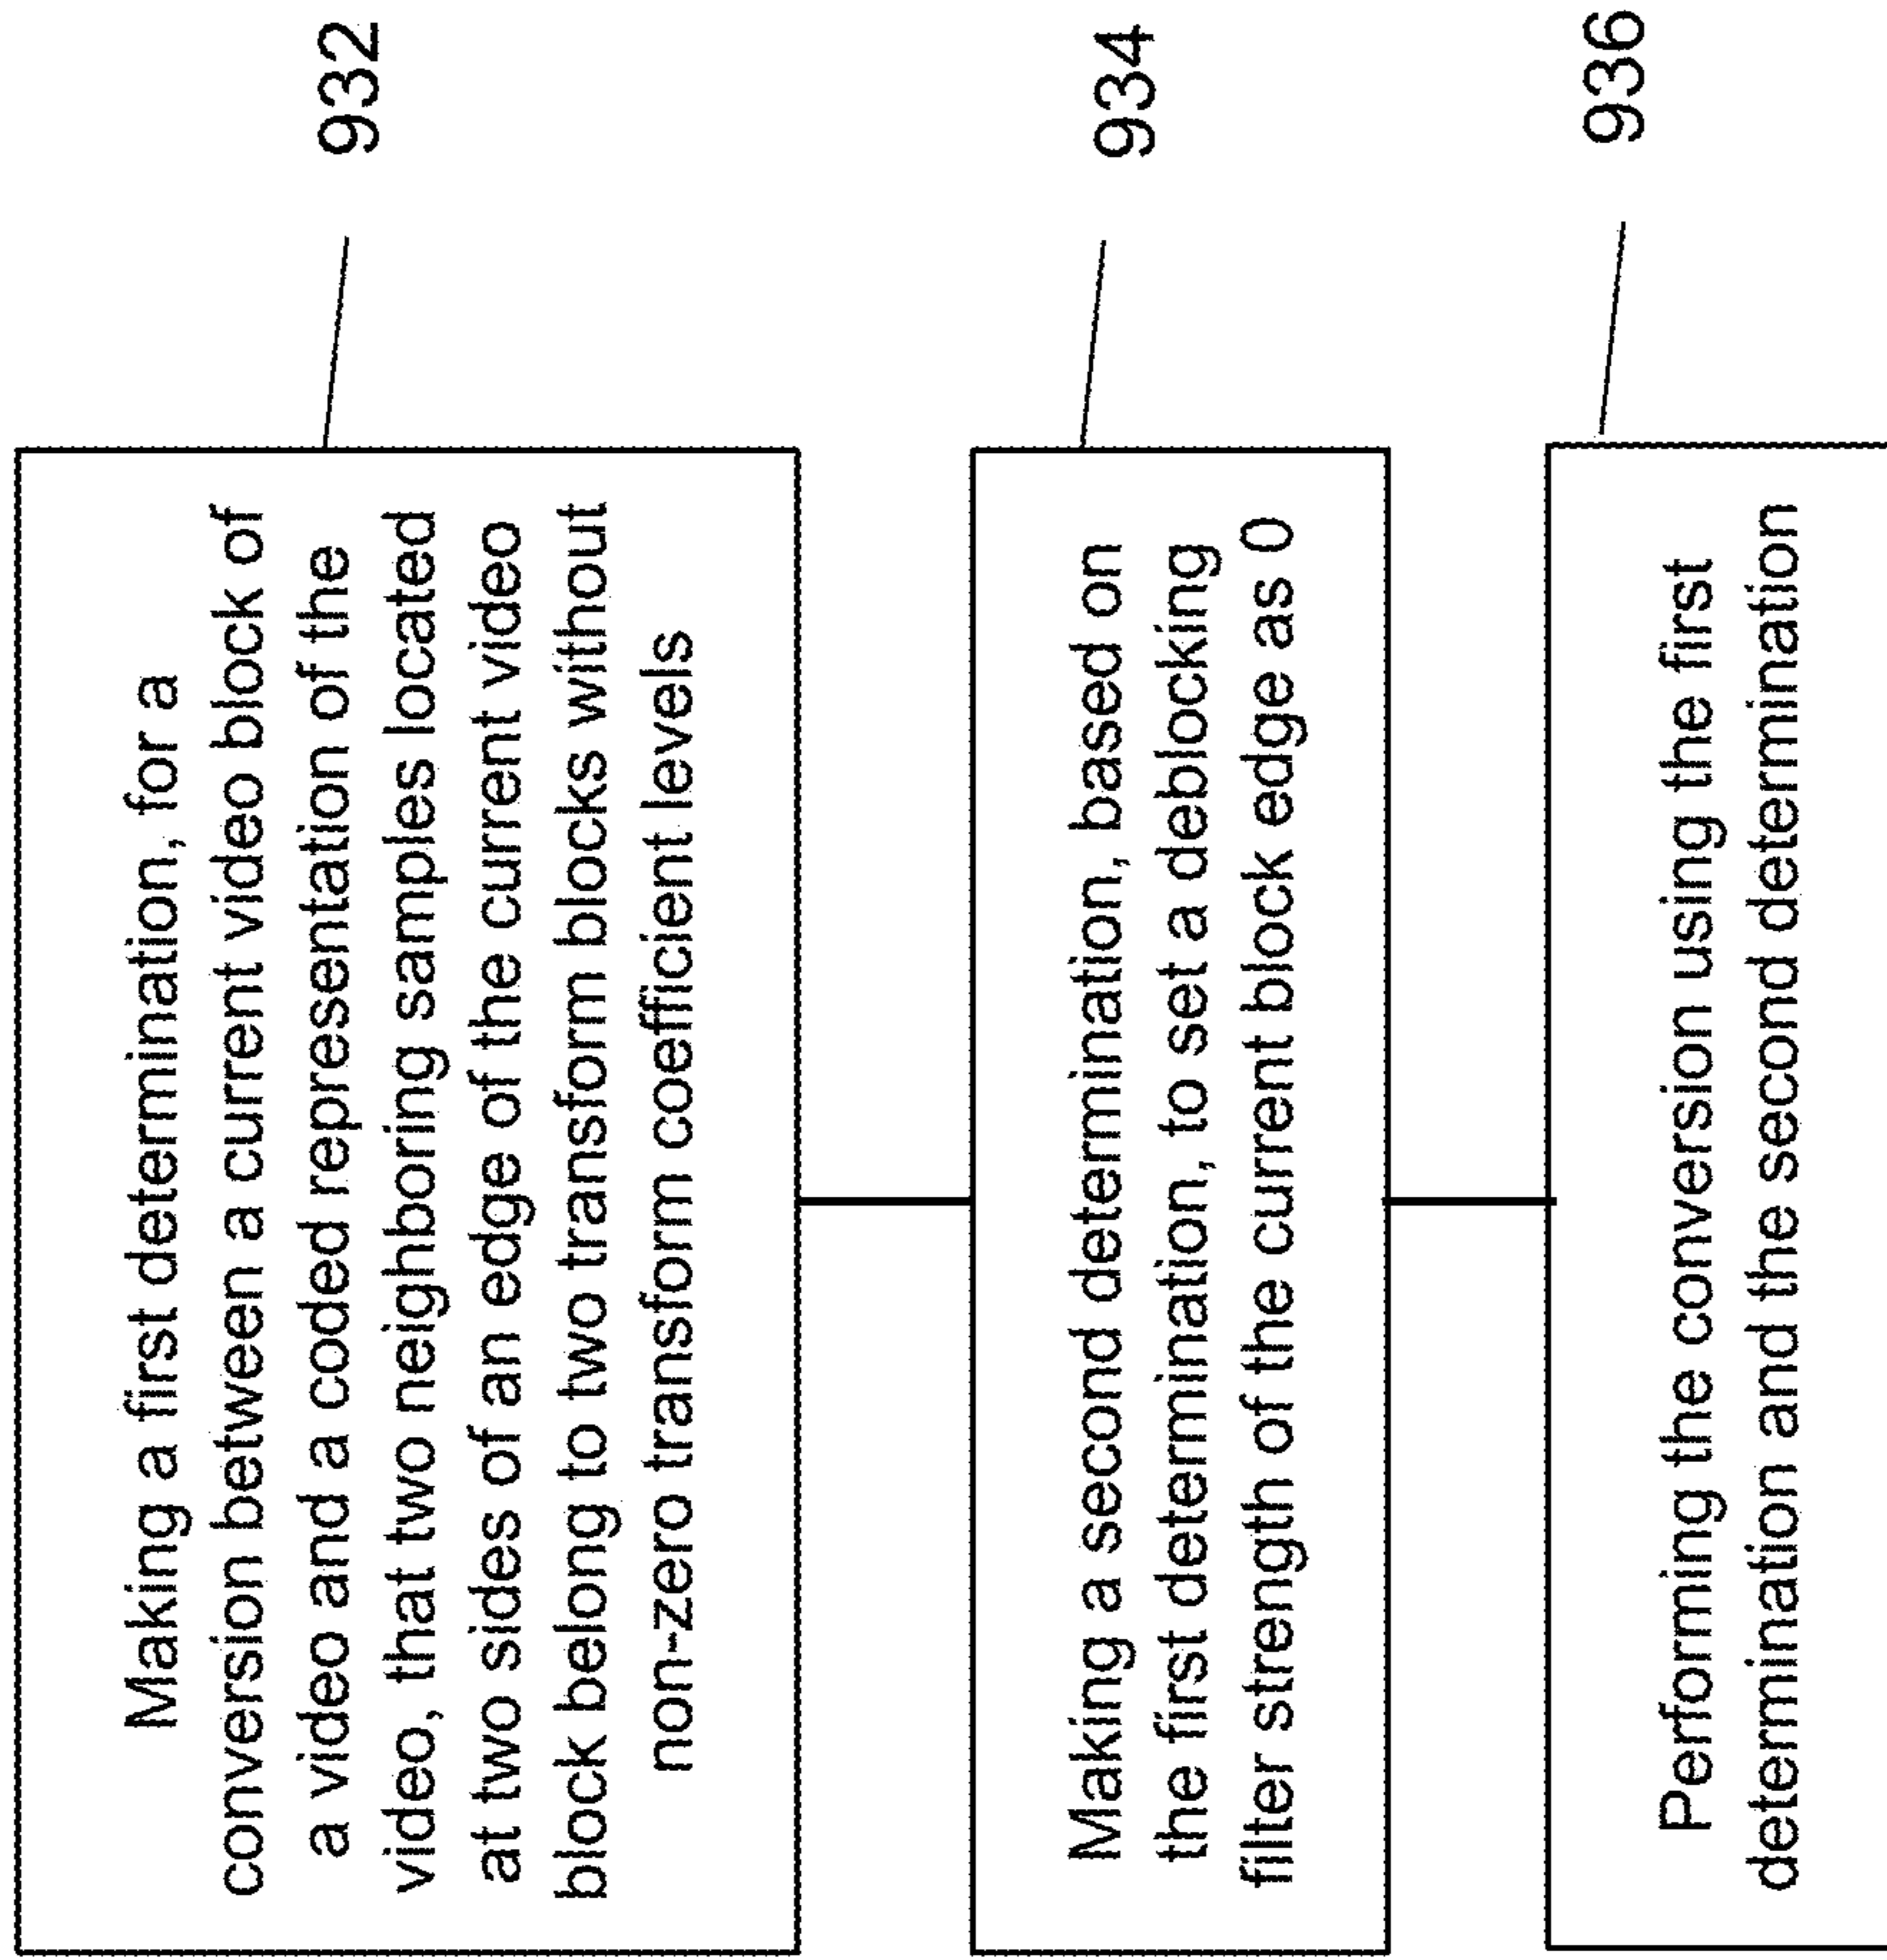 Making a first determination, for a
conversion between a current video block of
a video and a coded representation of the
video, that two neighboring samples located
at two sides of an edge of the current video
block belong to two transform blocks without
non-zero transform coefficient levels
932
Making a second determination, based on
the first determination, to set a deblocking
filter strength of the current block edge as 0
934
Performing the conversion using the first
determination and the second determination
936